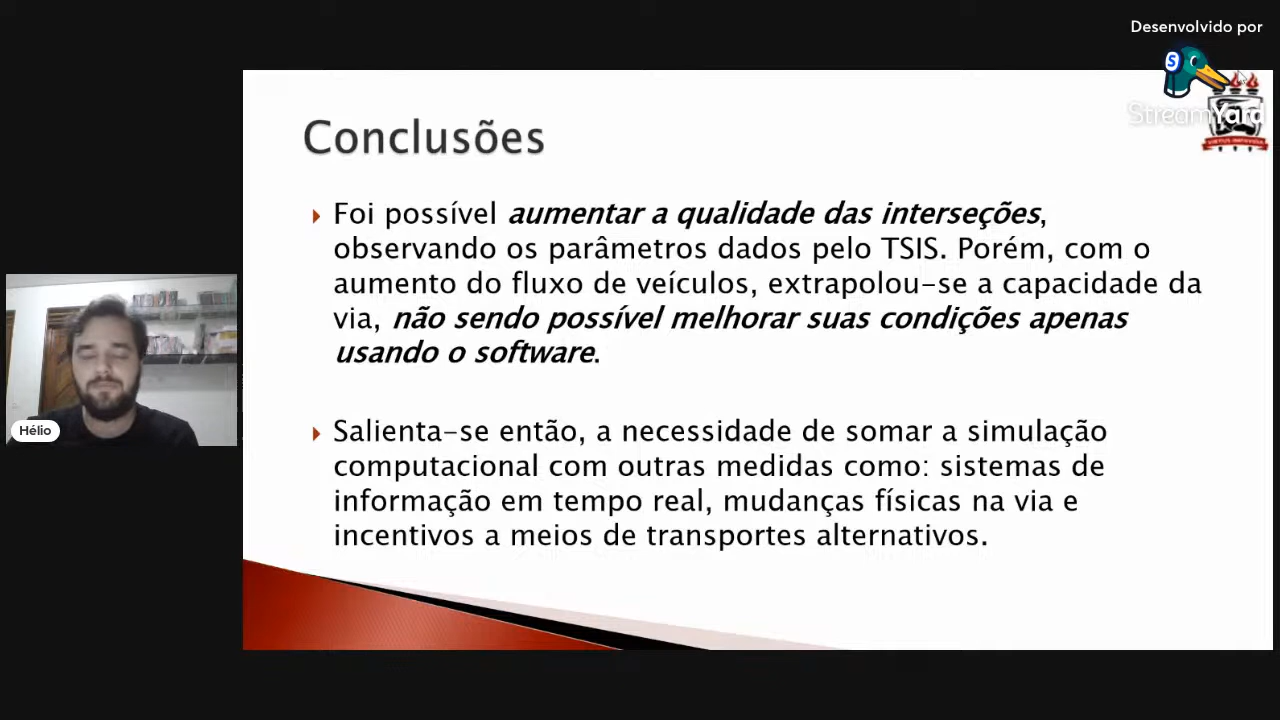 Desenvolvido por
StreamYard
Conclusões
Foi possível aumentar a qualidade das interseções,
observando os parâmetros dados pelo TSIS. Porém, com o
aumento do fluxo de veículos, extrapolou-se a capacidade da
via, não sendo possível melhorar suas condições apenas
usando o software.
Salienta-se então, a necessidade de somar a simulação
computacional com outras medidas como: sistemas de
informação em tempo real, mudanças físicas na via e
incentivos a meios de transportes alternativos.
Hélio
VIRTUS IMPAVIDA